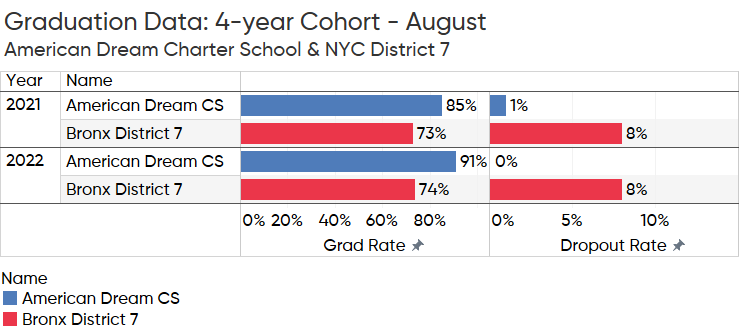 Graduation Data: 4-year Cohort - August
American Dream Charter School & NYC District 7
Year Name
2021 American Dream CS 85% 1%
Bronx District 7 73% 8%
2022 American Dream CS 91% 0%
Bronx District 7 74% 8%
0% 20% 40% 60% 80% 0% 5% 10%
Grad Rate Dropout Rate
Name
American Dream CS
Bronx District 7